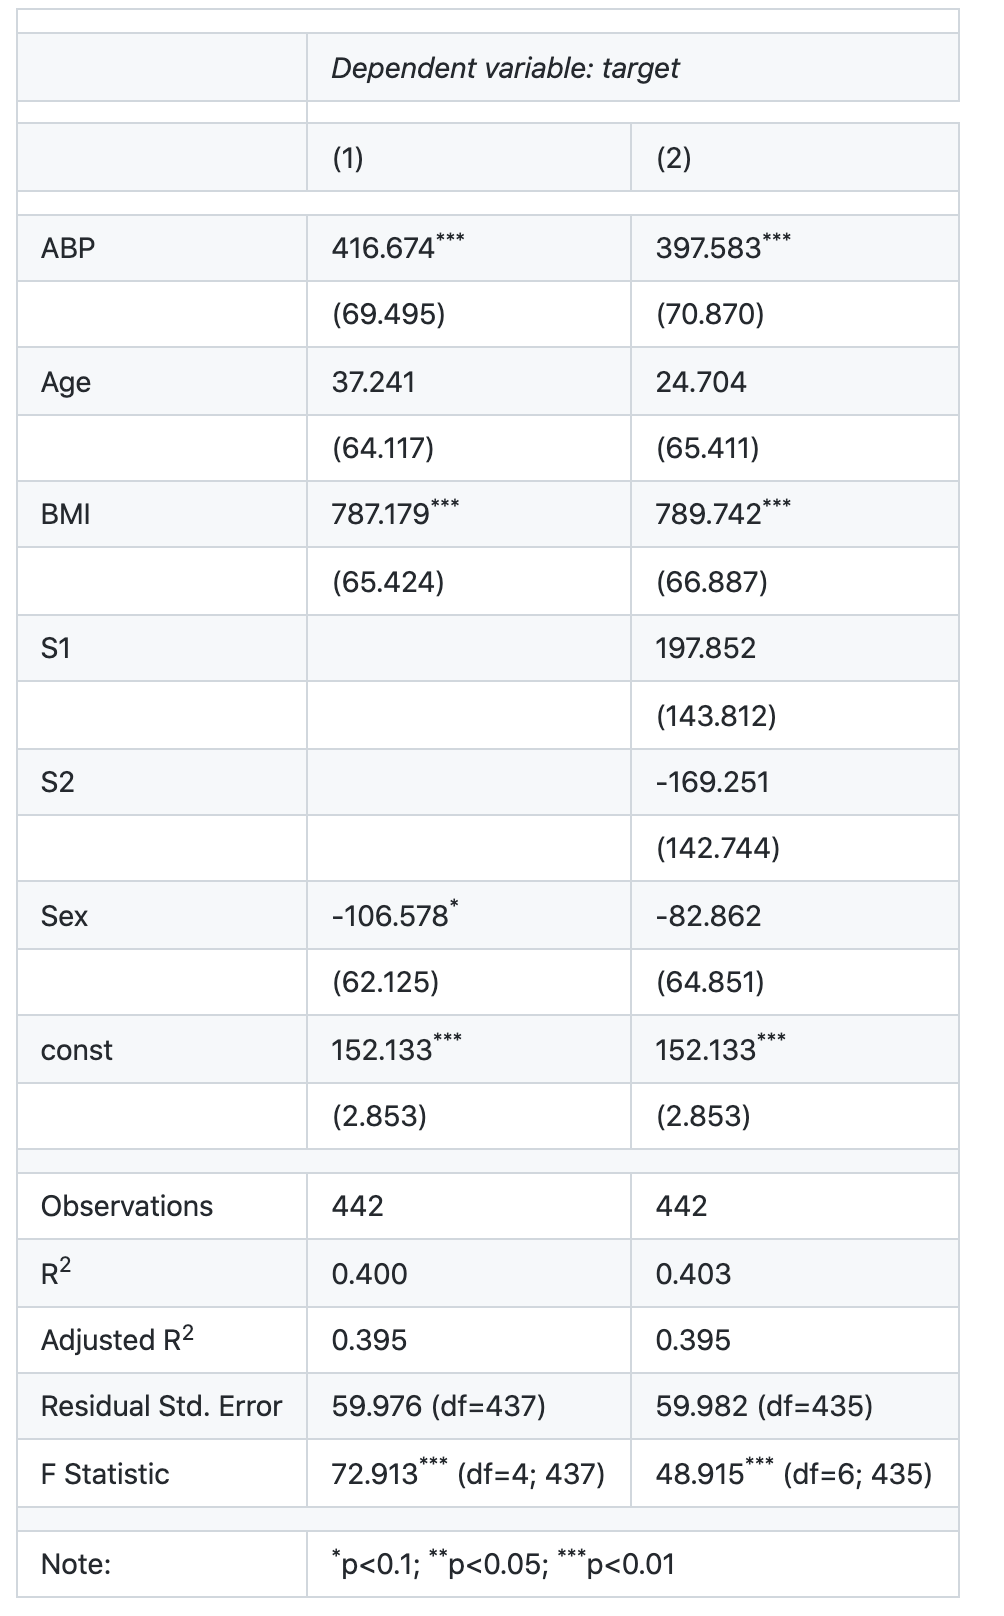 Dependent variable: target
(1) (2)
ABP 416.674*** 397.583***
(69.495) (70.870)
Age 37.241 24.704
(64.117) (65.411)
BMI 787.179*** 789.742***
(65.424) (66.887)
S1 197.852
(143.812)
S2 -169.251
(142.744)
Sex -106.578* -82.862
(62.125) (64.851)
const 152.133*** 152.133***
(2.853) (2.853)
Observations 442 442
R² 0.400 0.403
Adjusted R² 0.395 0.395
Residual Std. Error 59.976 (df=437) 59.982 (df=435)
F Statistic 72.913*** (df=4; 437) 48.915*** (df=6; 435)
Note: *p<0.1; **p<0.05; ***p<0.01